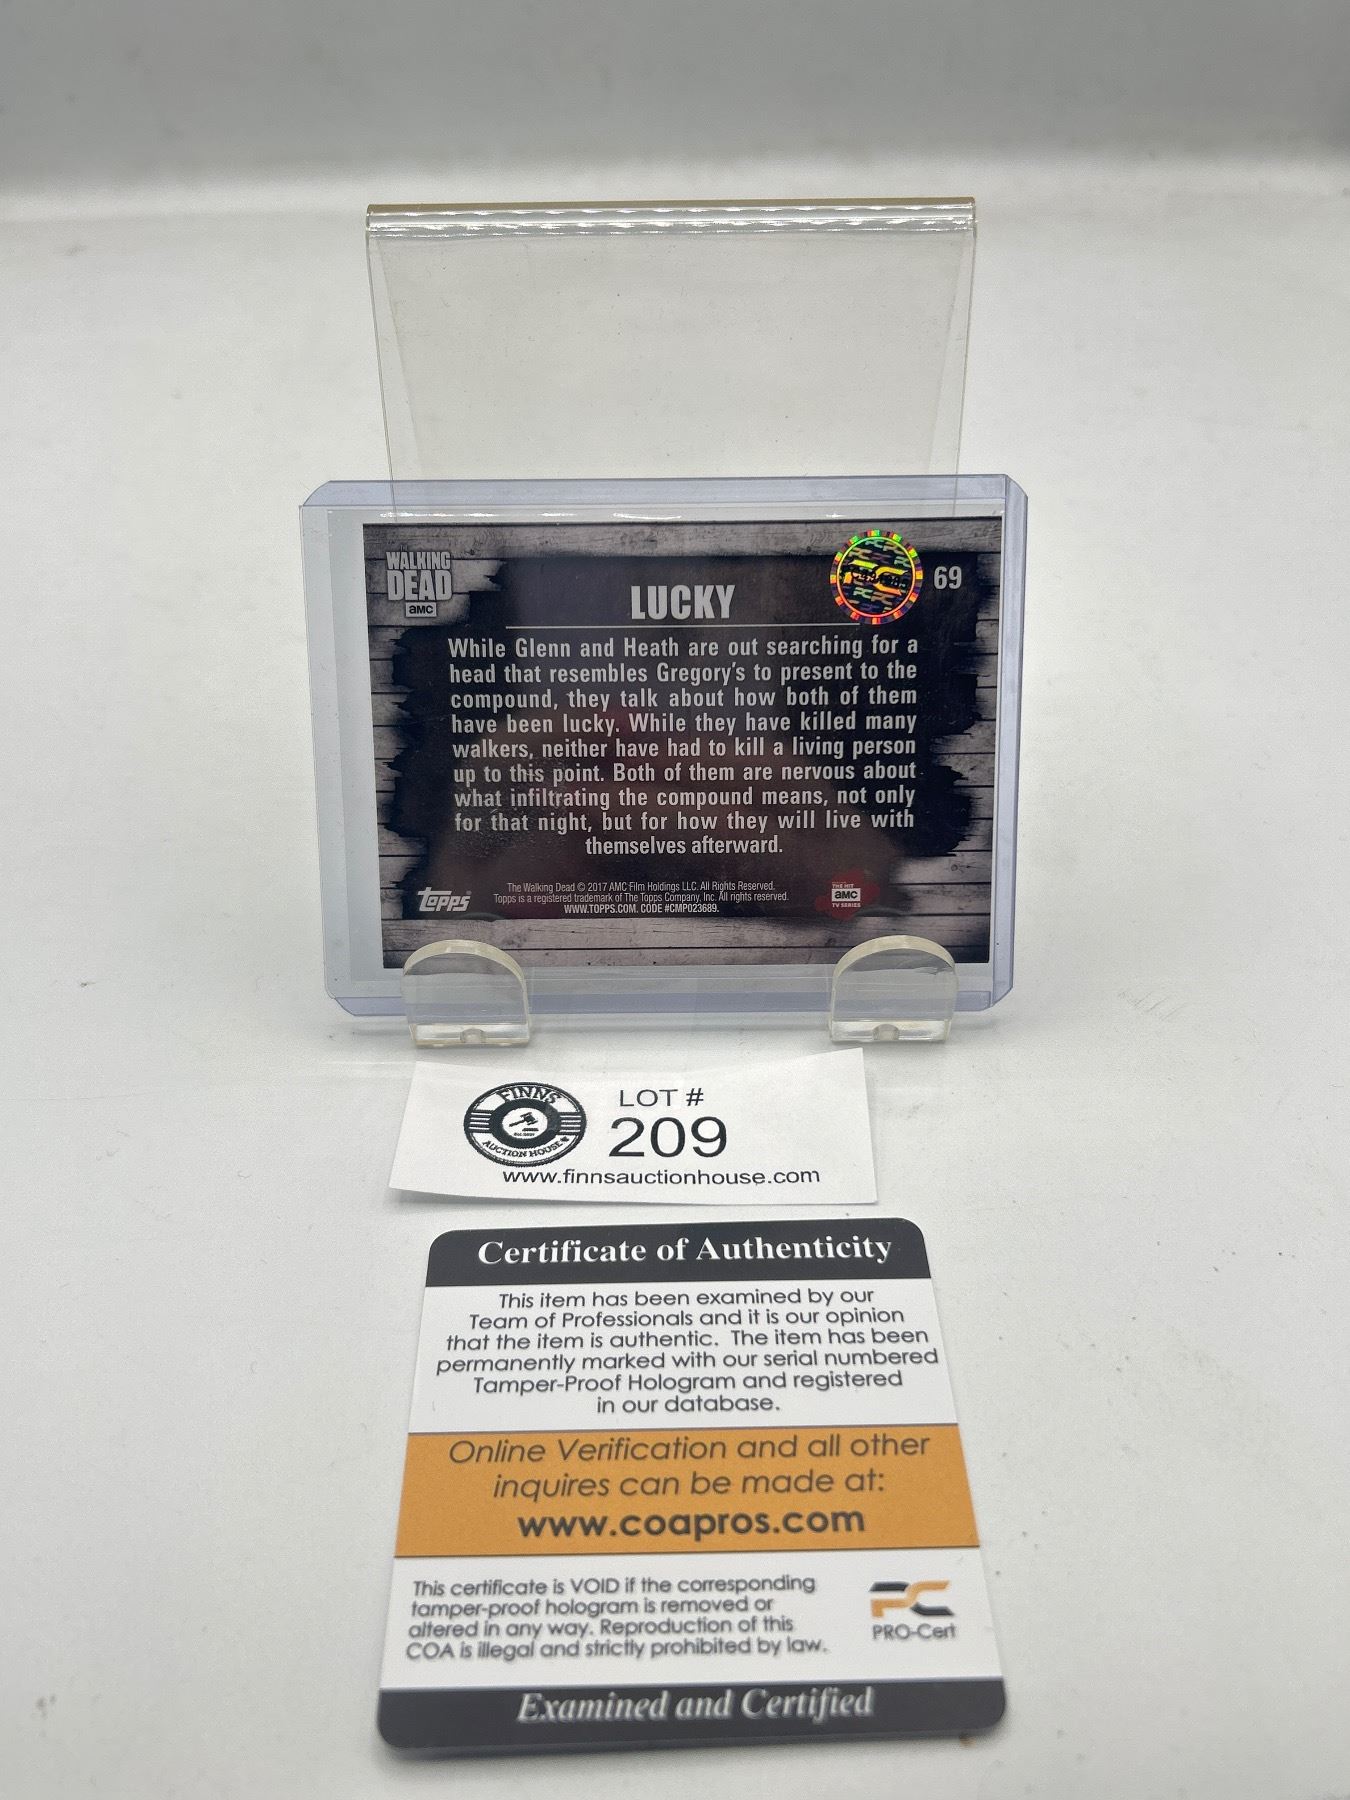 WALKING
DEAD
amc
69
LUCKY
While Glenn and Heath are out searching for a
head that resembles Gregory's to present to the
compound, they talk about how both of them
have been lucky. While they have killed many
walkers, neither have had to kill a living person
up to this point. Both of them are nervous about
what infiltrating the compound means, not only
for that night, but for how they will live with
themselves afterward.
topps
The Walking Dead © 2017 AMC Film Holdings LLC. All Rights Reserved.
Topps is a registered trademark of The Topps Company, Inc. All rights reserved.
WWW.TOPPS.COM. CODE #CMP023689.
THE HIT
amc
TV SERIES
FINNS
AUCTION HOUSE
LOT #
209
www.finnsauctionhouse.com
Certificate of Authenticity
This item has been examined by our
Team of Professionals and it is our opinion
that the item is authentic. The item has been
permanently marked with our serial numbered
Tamper-Proof Hologram and registered
in our database.
Online Verification and all other
inquires can be made at:
www.coapros.com
This certificate is VOID if the corresponding
tamper-proof hologram is removed or
altered in any way. Reproduction of this
COA is illegal and strictly prohibited by law.
PC
PRO-Cert
Examined and Certified